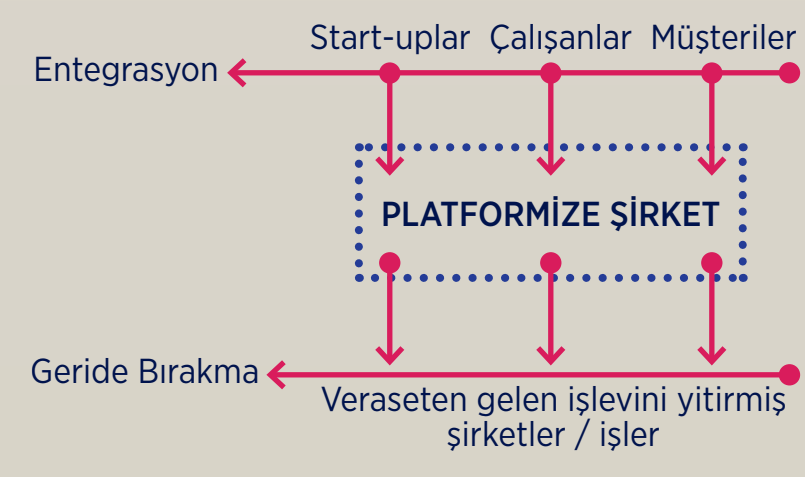 Start-uplar Çalışanlar Müşteriler
Entegrasyon
PLATFORMİZE ŞİRKET
Geride Bırakma
Veraseten gelen işlevini yitirmiş
şirketler / işler